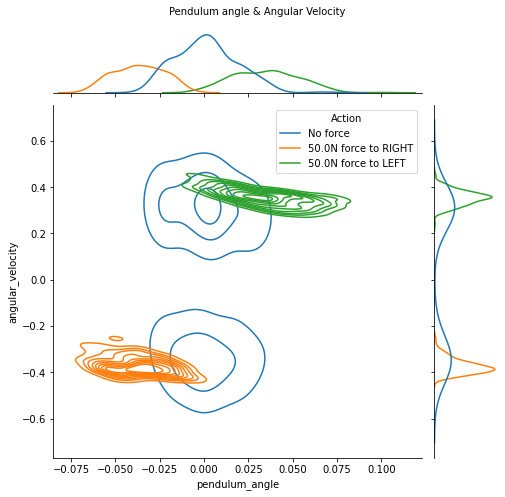 Pendulum angle & Angular Velocity
Action
No force
50.0N force to RIGHT
50.0N force to LEFT
0.6
0.4
0.2
0.0
−0.2
−0.4
−0.6
angular_velocity
−0.075 −0.050 −0.025 0.000 0.025 0.050 0.075 0.100
pendulum_angle